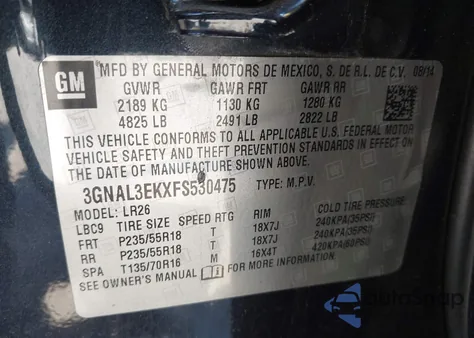 GM
MFD BY GENERAL MOTORS DE MEXICO, S. DE R.L. DE C.V. 08/14
GVWR GAWR FRT GAWR RR
2189 KG 1130 KG 1280 KG
4825 LB 2491 LB 2822 LB
THIS VEHICLE CONFORMS TO ALL APPLICABLE U.S. FEDERAL MOTOR
VEHICLE SAFETY AND THEFT PREVENTION STANDARDS IN EFFECT ON
THE DATE OF MANUFACTURE SHOWN ABOVE.
3GNAL3EKXFS530475 TYPE: M.P.V.
MODEL: LR26
LBC9 TIRE SIZE SPEED RTG RIM COLD TIRE PRESSURE
FRT P235/55R18 T 18X7J 240KPA(35PSI)
RR P235/55R18 T 18X7J 240KPA(35PSI)
SPA T135/70R16 M 16X4T 420KPA(60PSI)
SEE OWNER'S MANUAL FOR MORE INFORMATION